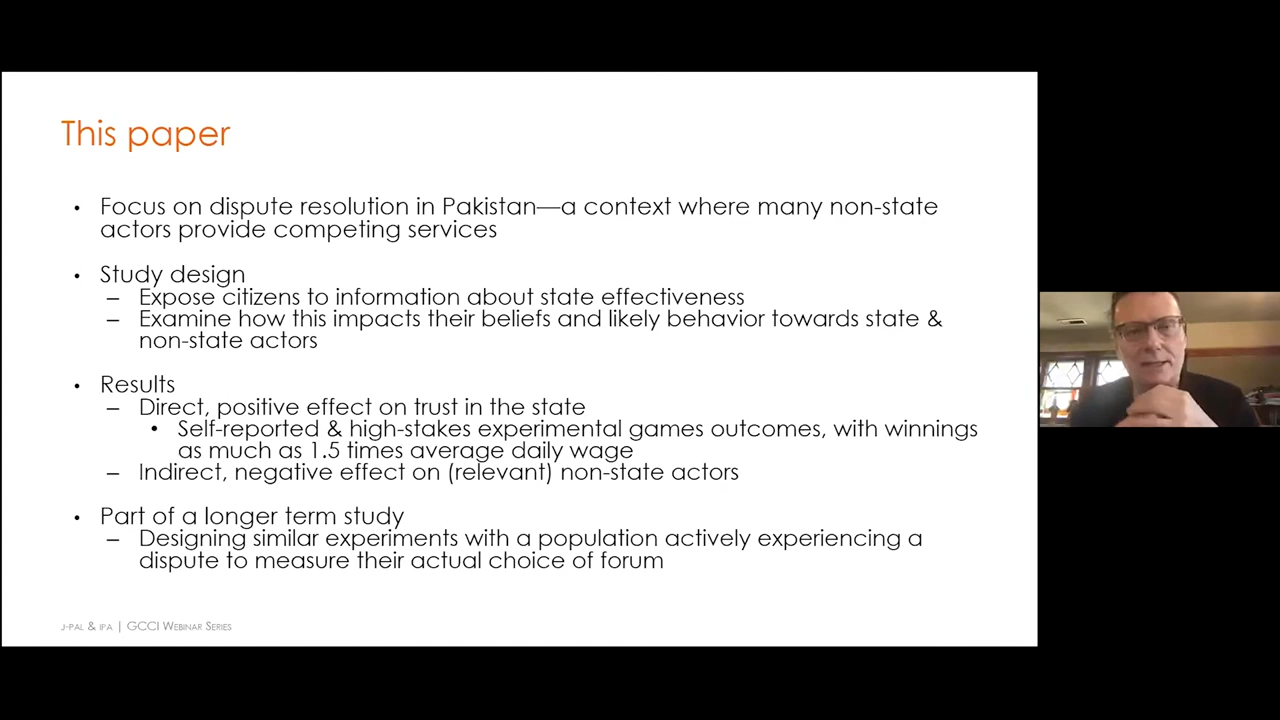 This paper
• Focus on dispute resolution in Pakistan—a context where many non-state
actors provide competing services
• Study design
– Expose citizens to information about state effectiveness
– Examine how this impacts their beliefs and likely behavior towards state &
non-state actors
• Results
– Direct, positive effect on trust in the state
• Self-reported & high-stakes experimental games outcomes, with winnings
as much as 1.5 times average daily wage
– Indirect, negative effect on (relevant) non-state actors
• Part of a longer term study
– Designing similar experiments with a population actively experiencing a
dispute to measure their actual choice of forum
J-PAL & IPA | GCCI WEBINAR SERIES